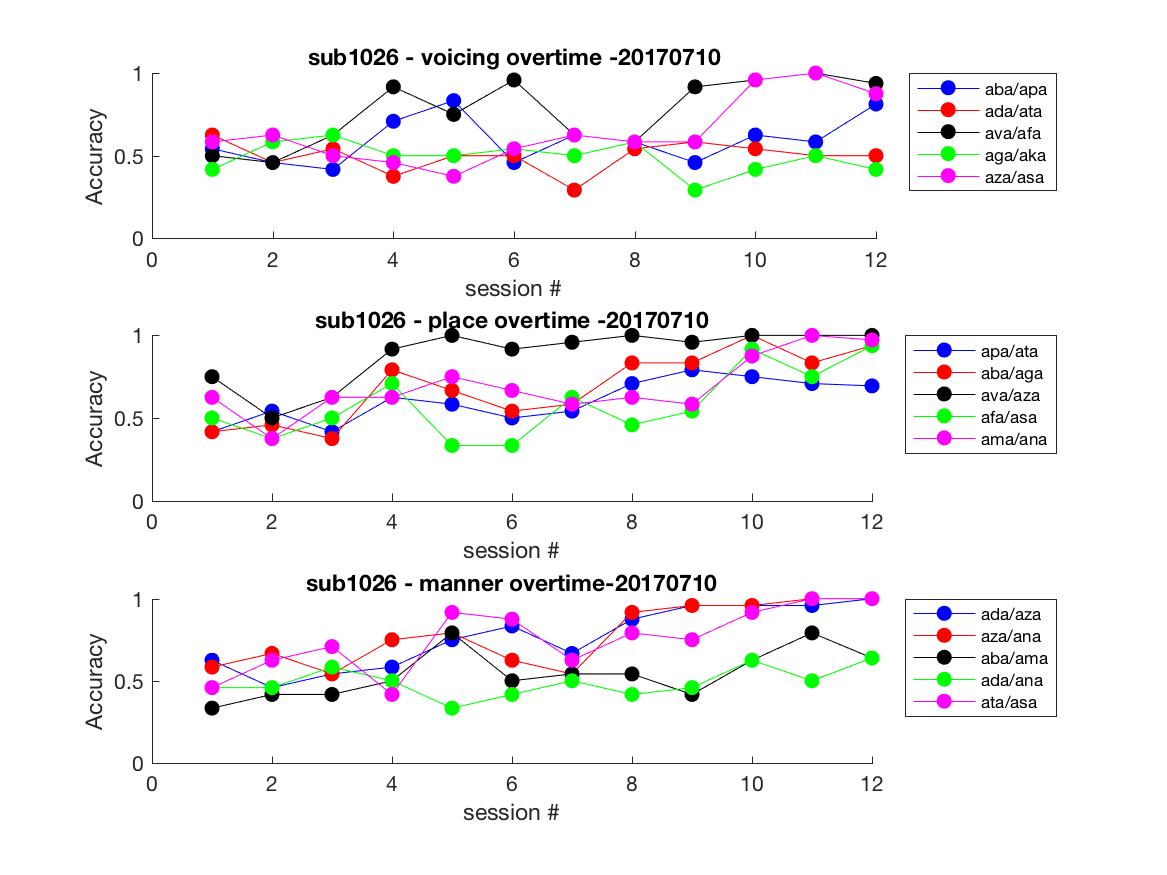 sub1026 - voicing overtime -20170710
1
0.5
0
Accuracy
0 2 4 6 8 10 12
session #
aba/apa
ada/ata
ava/afa
aga/aka
aza/asa
sub1026 - place overtime -20170710
1
0.5
0
Accuracy
0 2 4 6 8 10 12
session #
apa/ata
aba/aga
ava/aza
afa/asa
ama/ana
sub1026 - manner overtime-20170710
1
0.5
0
Accuracy
0 2 4 6 8 10 12
session #
ada/aza
aza/ana
aba/ama
ada/ana
ata/asa